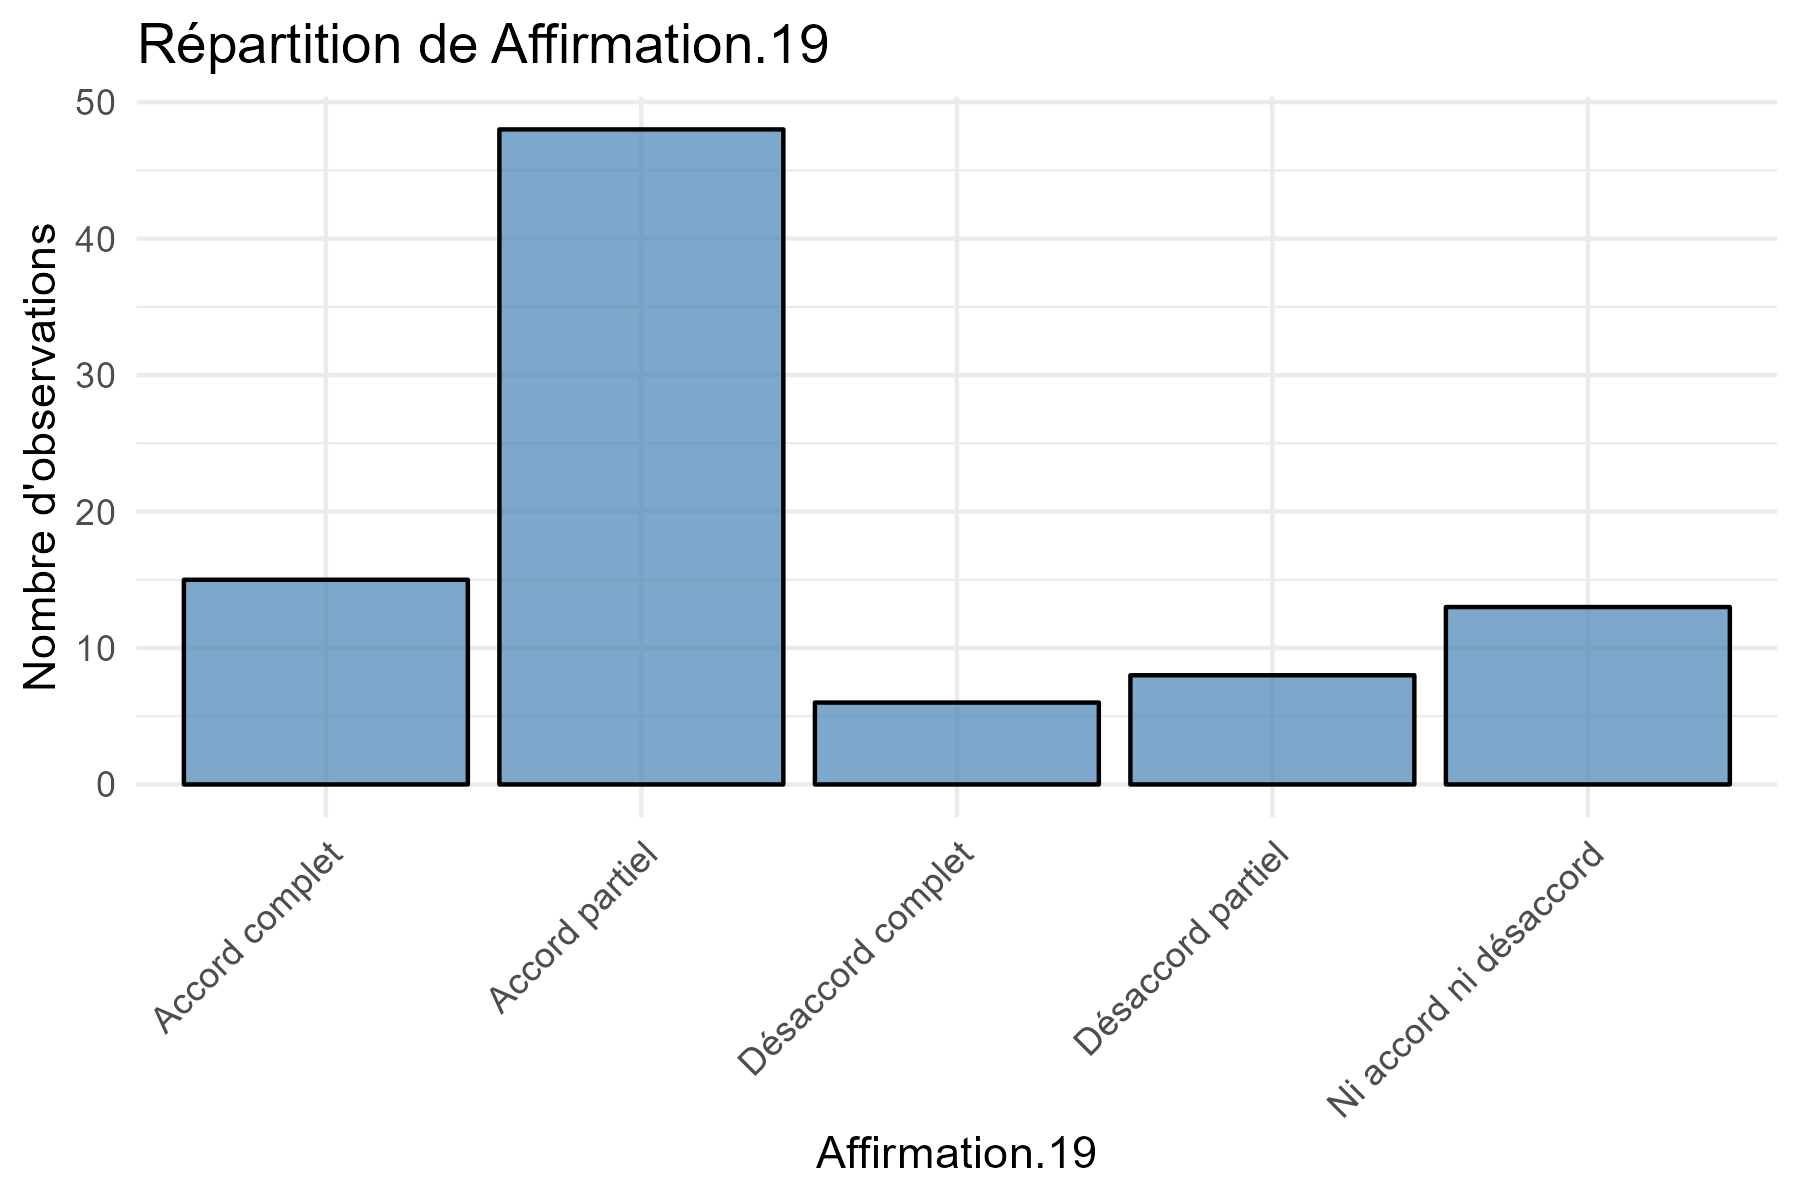 Répartition de Affirmation.19
Nombre d'observations
50
40
30
20
10
0
Accord complet
Accord partiel
Désaccord complet
Désaccord partiel
Ni accord ni désaccord
Affirmation.19